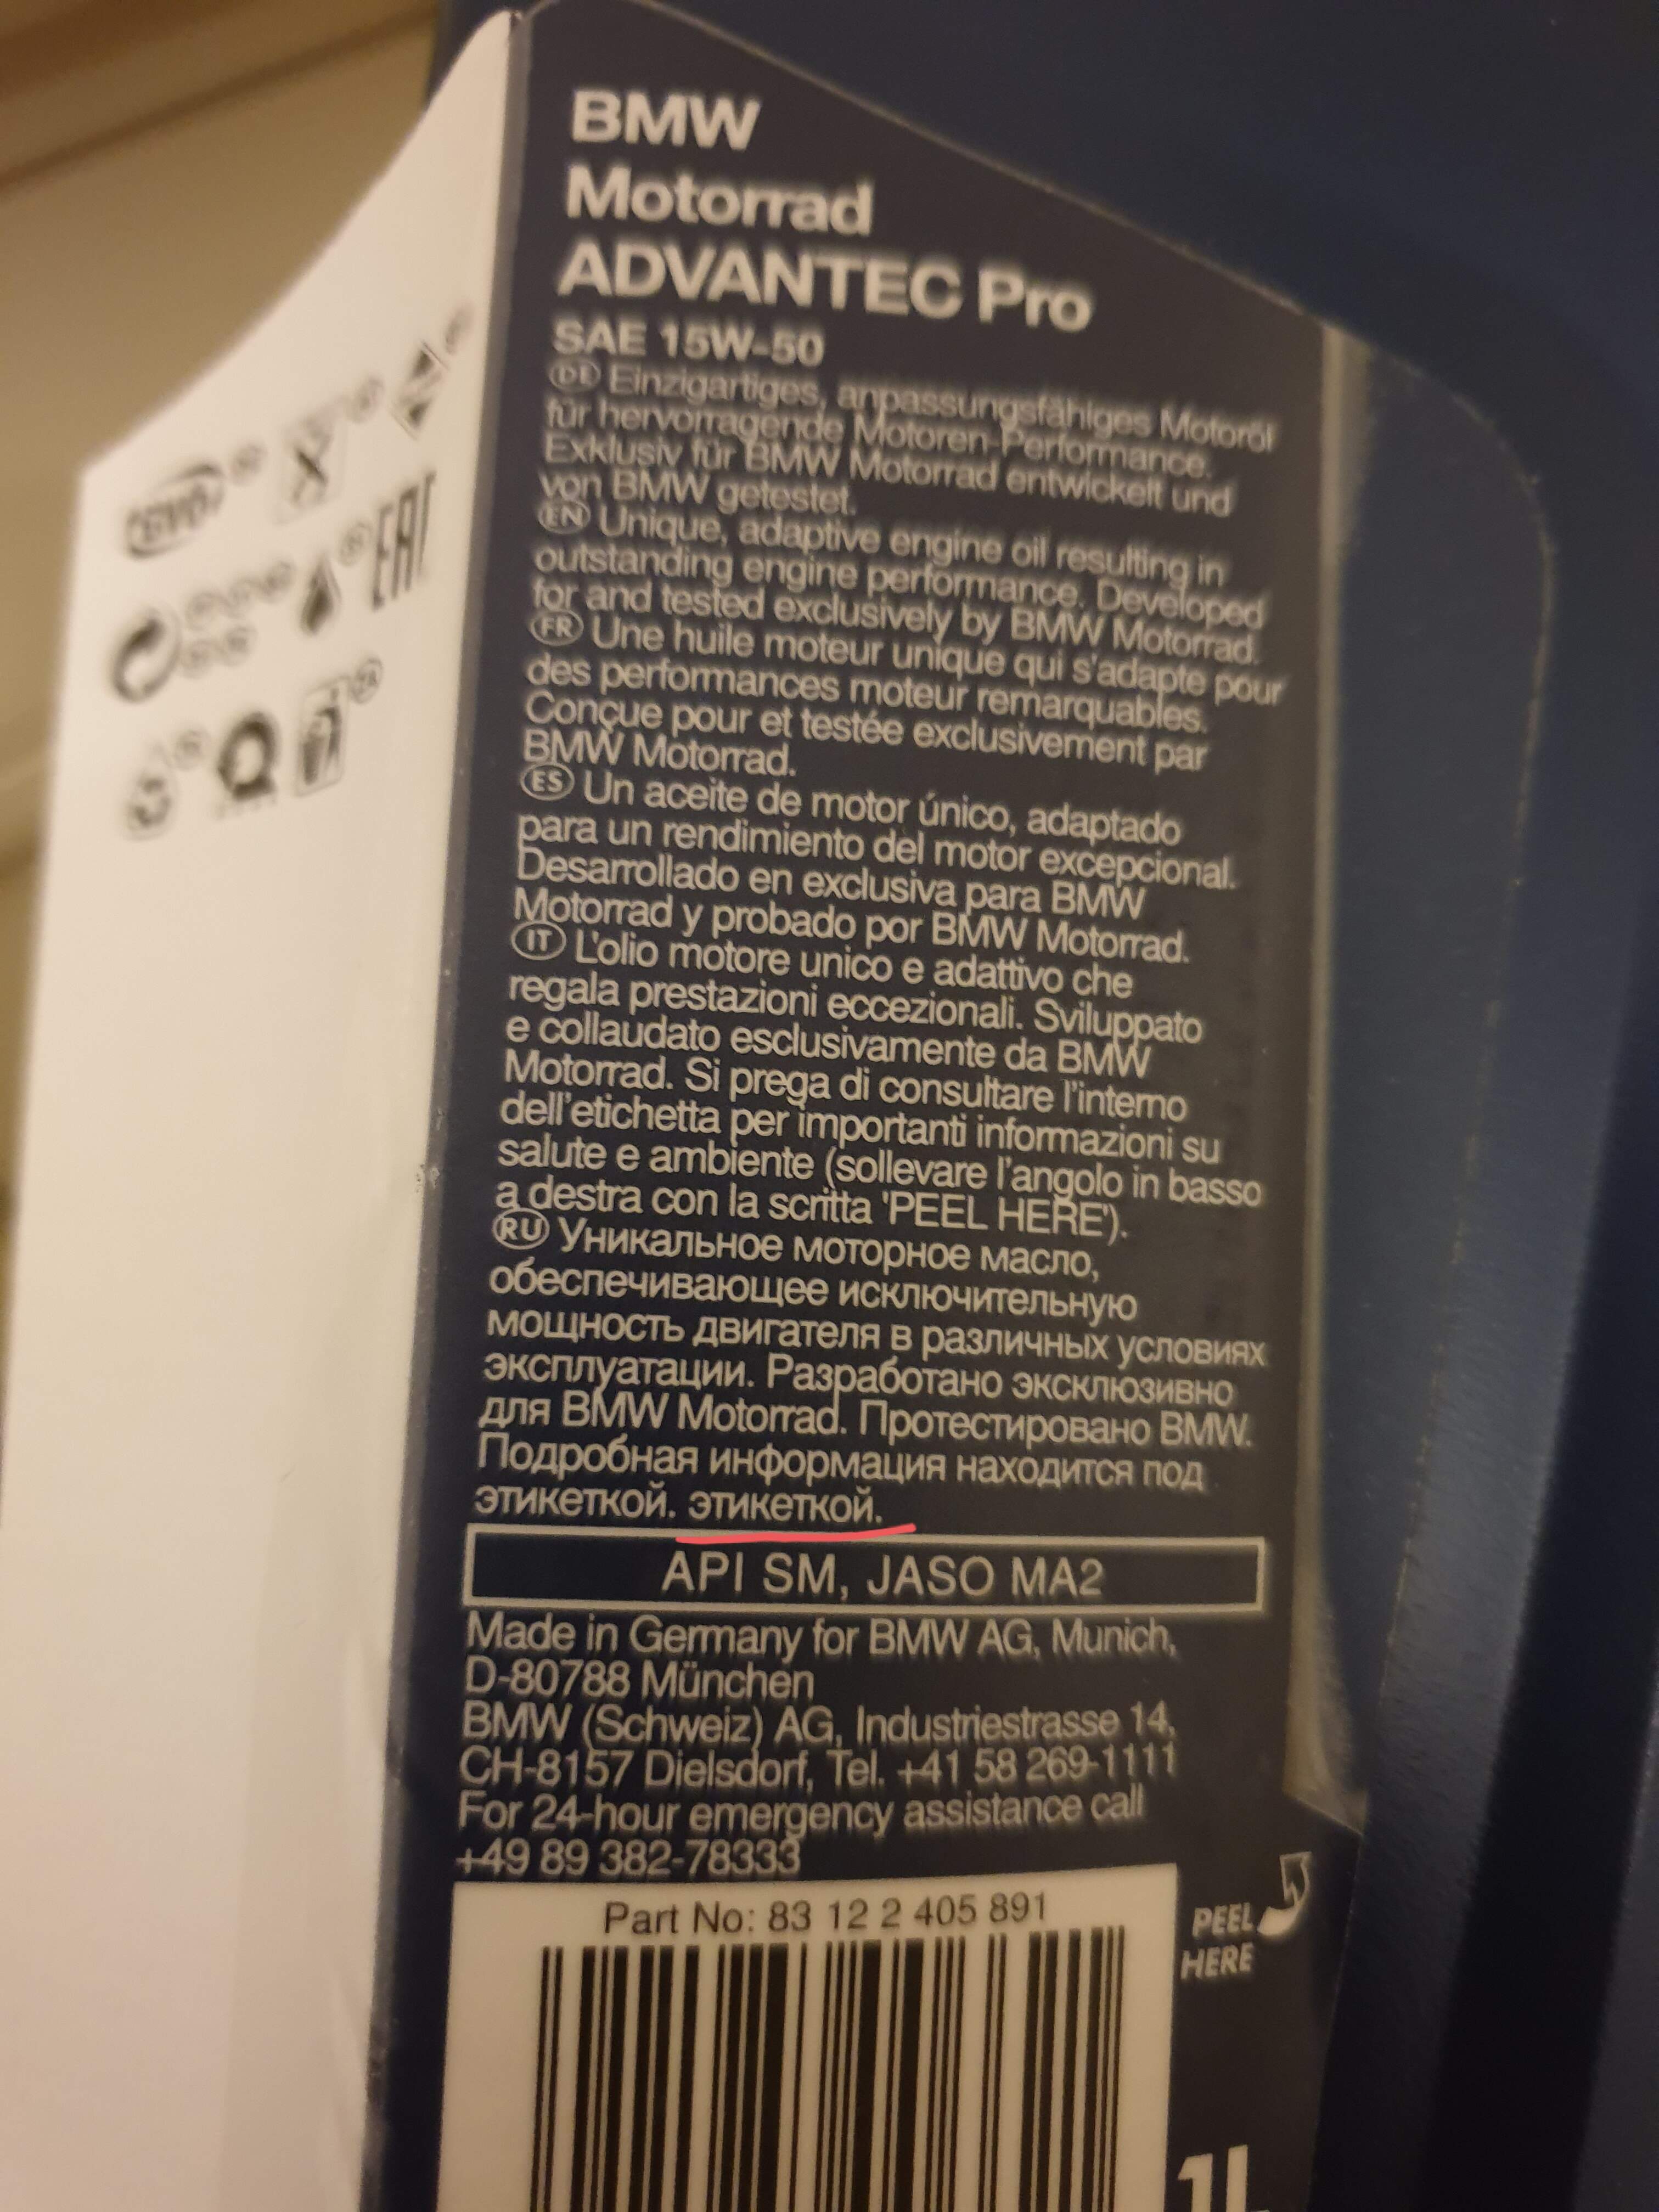 BMW
Motorrad
ADVANTEC Pro
SAE 15W-50
DE Einzigartiges, anpassungsfähiges Motoröl
für hervorragende Motoren-Performance.
Exklusiv für BMW Motorrad entwickelt und
von BMW getestet.
EN Unique, adaptive engine oil resulting in
outstanding engine performance. Developed
for and tested exclusively by BMW Motorrad.
FR Une huile moteur unique qui s'adapte pour
des performances moteur remarquables.
Conçue pour et testée exclusivement par
BMW Motorrad.
ES Un aceite de motor único, adaptado
para un rendimiento del motor excepcional.
Desarrollado en exclusiva para BMW
Motorrad y probado por BMW Motorrad.
IT L'olio motore unico e adattivo che
regala prestazioni eccezionali. Sviluppato
e collaudato esclusivamente da BMW
Motorrad. Si prega di consultare l'interno
dell'etichetta per importanti informazioni su
salute e ambiente (sollevare l'angolo in basso
a destra con la scritta 'PEEL HERE').
RU Уникальное моторное масло,
обеспечивающее исключительную
мощность двигателя в различных условиях
эксплуатации. Разработано эксклюзивно
для BMW Motorrad. Протестировано BMW.
Подробная информация находится под
этикеткой. этикеткой.
API SM, JASO MA2
Made in Germany for BMW AG, Munich,
D-80788 München
BMW (Schweiz) AG, Industriestrasse 14,
CH-8157 Dielsdorf, Tel. +41 58 269-1111
For 24-hour emergency assistance call
+49 89 382-78333
Part No: 83 12 2 405 891
PEEL
HERE
1L
EAC